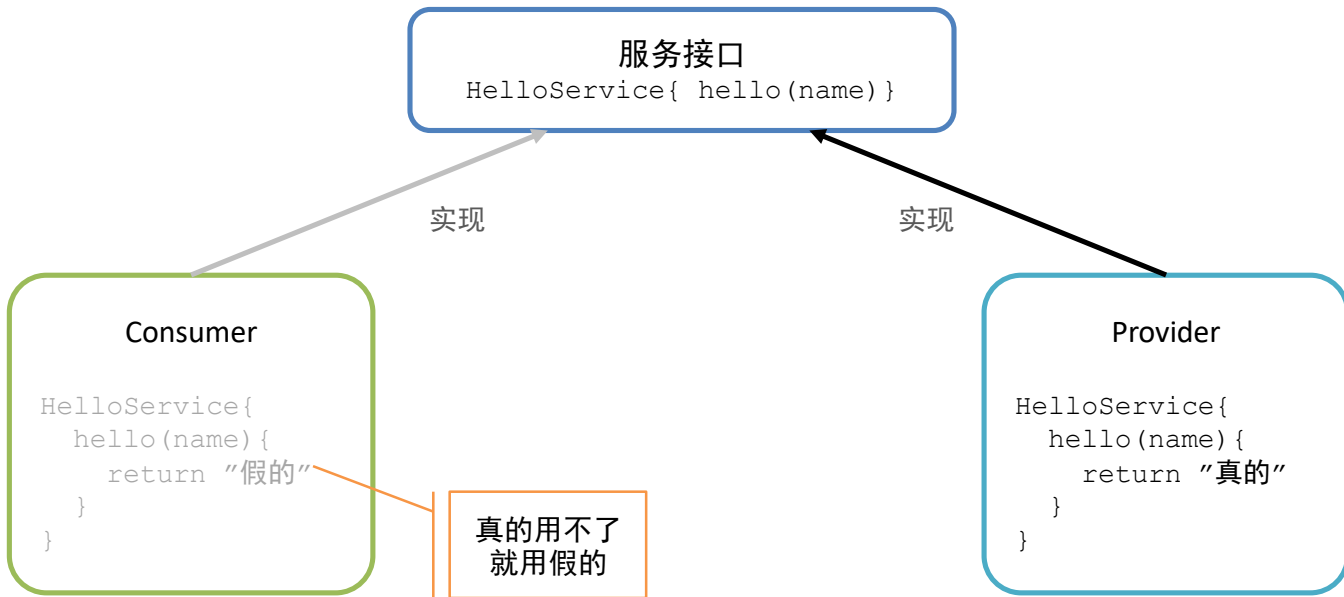 服务接口
HelloService{ hello(name)}
实现
实现
Consumer
HelloService{
hello(name){
return ″假的″
}
}
真的用不了
就用假的
Provider
HelloService{
hello(name){
return ″真的″
}
}